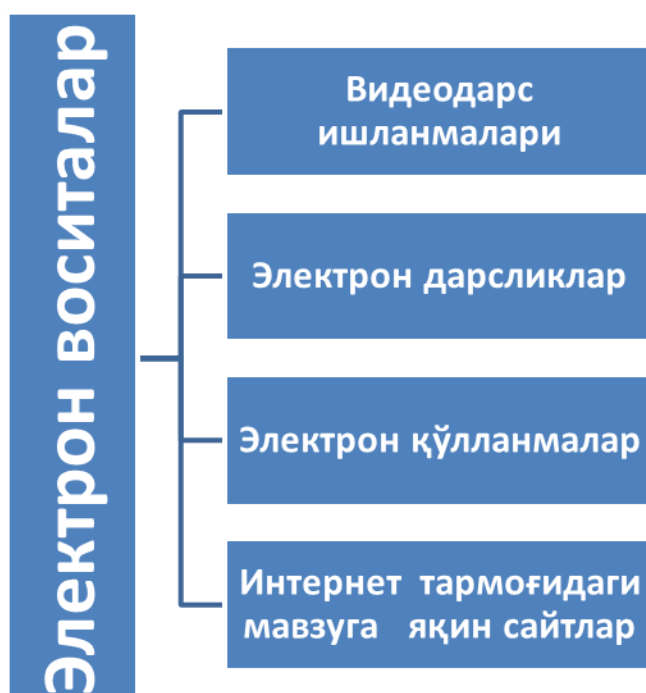 Электрон воситалар
Видеодарс
ишланмалари
Электрон дарсликлар
Электрон қўлланмалар
Интернет тармоғидаги
мавзуга яқин сайтлар